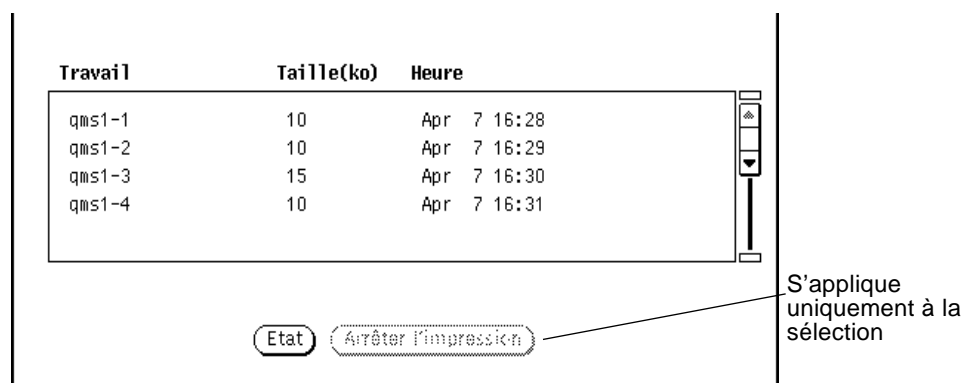 Travail Taille(ko) Heure
qms1-1 10 Apr 7 16:28
qms1-2 10 Apr 7 16:29
qms1-3 15 Apr 7 16:30
qms1-4 10 Apr 7 16:31
Etat Arrêter l'impression
S'applique
uniquement à la
sélection